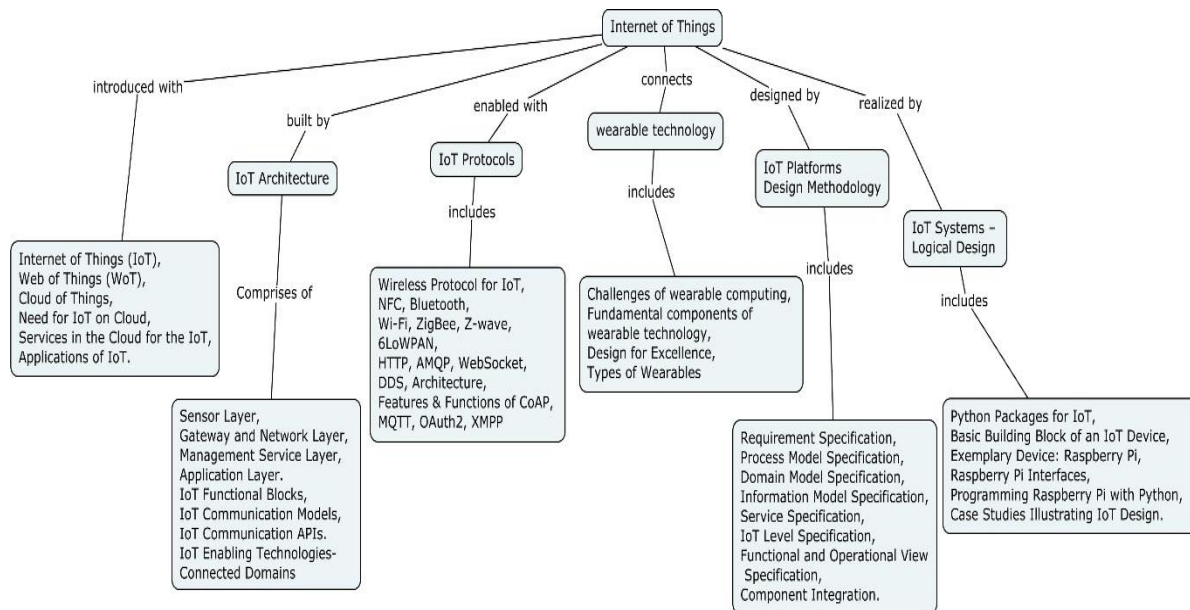 Internet of Things
introduced with
built by
enabled with
connects
designed by
realized by
IoT Architecture
IoT Protocols
wearable technology
IoT Platforms
Design Methodology
IoT Systems –
Logical Design
Comprises of
includes
includes
includes
includes
Internet of Things (IoT),
Web of Things (WoT),
Cloud of Things,
Need for IoT on Cloud,
Services in the Cloud for the IoT,
Applications of IoT.
Sensor Layer,
Gateway and Network Layer,
Management Service Layer,
Application Layer.
IoT Functional Blocks,
IoT Communication Models,
IoT Communication APIs.
IoT Enabling Technologies-
Connected Domains
Wireless Protocol for IoT,
NFC, Bluetooth,
Wi-Fi, ZigBee, Z-wave,
6LoWPAN,
HTTP, AMQP, WebSocket,
DDS, Architecture,
Features & Functions of CoAP,
MQTT, OAuth2, XMPP
Challenges of wearable computing,
Fundamental components of
wearable technology,
Design for Excellence,
Types of Wearables
Requirement Specification,
Process Model Specification,
Domain Model Specification,
Information Model Specification,
Service Specification,
IoT Level Specification,
Functional and Operational View
Specification,
Component Integration.
Python Packages for IoT,
Basic Building Block of an IoT Device,
Exemplary Device: Raspberry Pi,
Raspberry Pi Interfaces,
Programming Raspberry Pi with Python,
Case Studies Illustrating IoT Design.